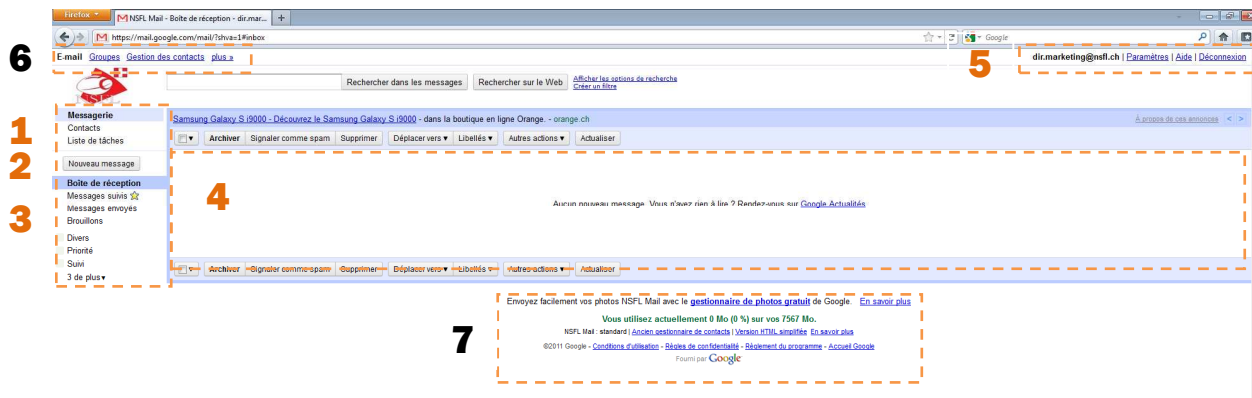 Firefox
NSFL Mail - Boîte de réception - dir.mar... +
https://mail.google.com/mail/?shva=1#inbox
Google
6
E-mail Groupes Gestion des contacts plus »
5
dir.marketing@nsfl.ch | Paramètres | Aide | Déconnexion
NSFL
Rechercher dans les messages Rechercher sur le Web Afficher les options de recherche
Créer un filtre
1
Messagerie
Contacts
Liste de tâches
Samsung Galaxy S i9000 - Découvrez le Samsung Galaxy S i9000 - dans la boutique en ligne Orange. - orange.ch
À propos de ces annonces < >
Archiver Signaler comme spam Supprimer Déplacer vers ▾ Libellés ▾ Autres actions ▾ Actualiser
2
Nouveau message
3
Boîte de réception
Messages suivis
Messages envoyés
Brouillons
Divers
Priorité
Suivi
3 de plus ▾
4
Aucun nouveau message. Vous n'avez rien à lire ? Rendez-vous sur Google Actualités
Archiver Signaler comme spam Supprimer Déplacer vers ▾ Libellés ▾ Autres actions ▾ Actualiser
7
Envoyez facilement vos photos NSFL Mail avec le gestionnaire de photos gratuit de Google. En savoir plus
Vous utilisez actuellement 0 Mo (0 %) sur vos 7567 Mo.
NSFL Mail : standard | Ancien gestionnaire de contacts | Version HTML simplifiée En savoir plus
©2011 Google - Conditions d'utilisation - Règles de confidentialité - Règlement du programme - Accueil Google
Fourni par Google